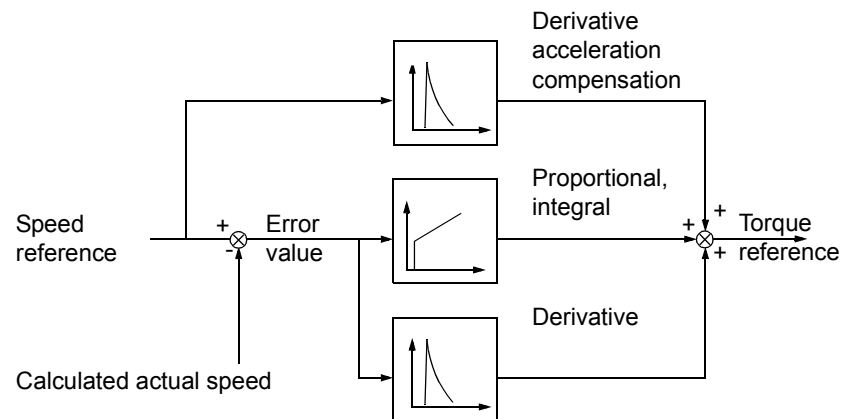 Derivative
acceleration
compensation
Proportional,
integral
Speed
reference
+
-
Error
value
+
+
+
Torque
reference
Derivative
Calculated actual speed